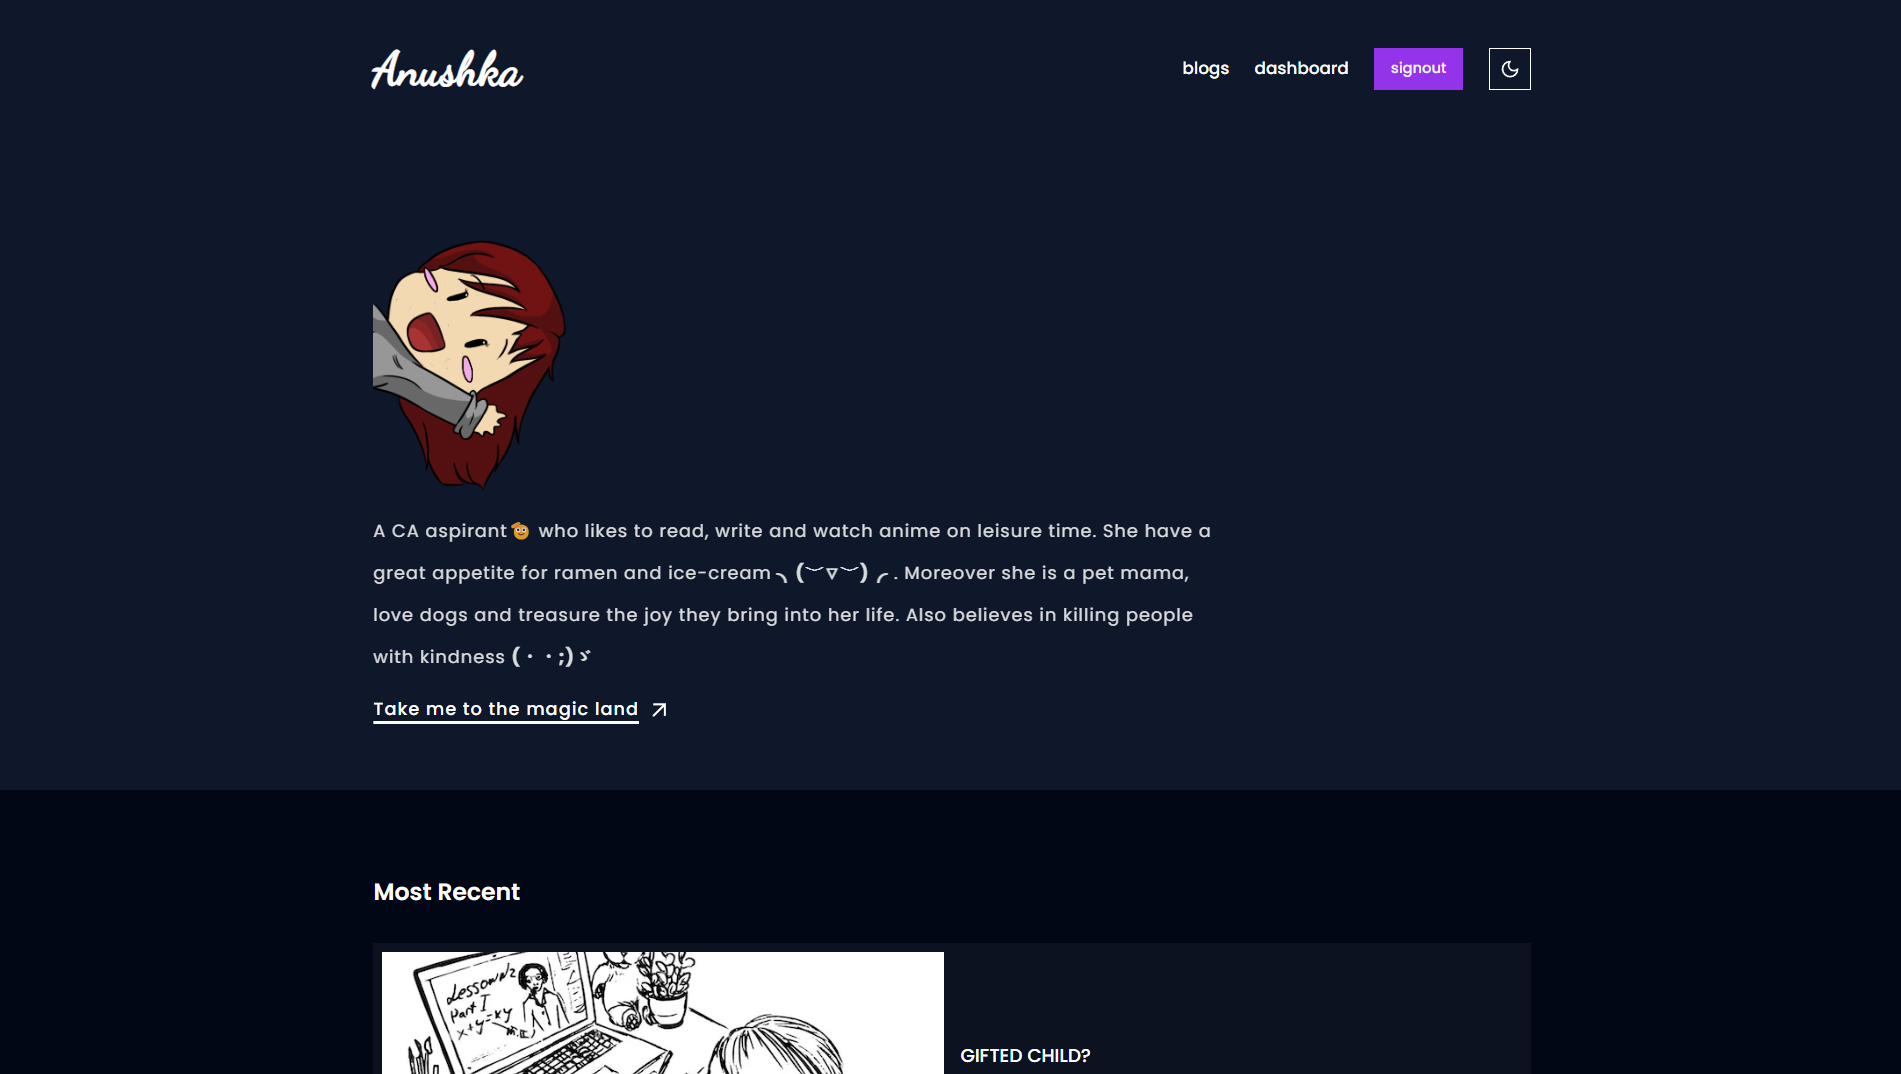 Anushka
blogs
dashboard
signout
A CA aspirant who likes to read, write and watch anime on leisure time. She have a
great appetite for ramen and ice-cream ╮(︶▽︶)╭ . Moreover she is a pet mama,
love dogs and treasure the joy they bring into her life. Also believes in killing people
with kindness (・・;)ゞ
Take me to the magic land
Most Recent
Lesson №2
Part I
x+y=xy
GIFTED CHILD?